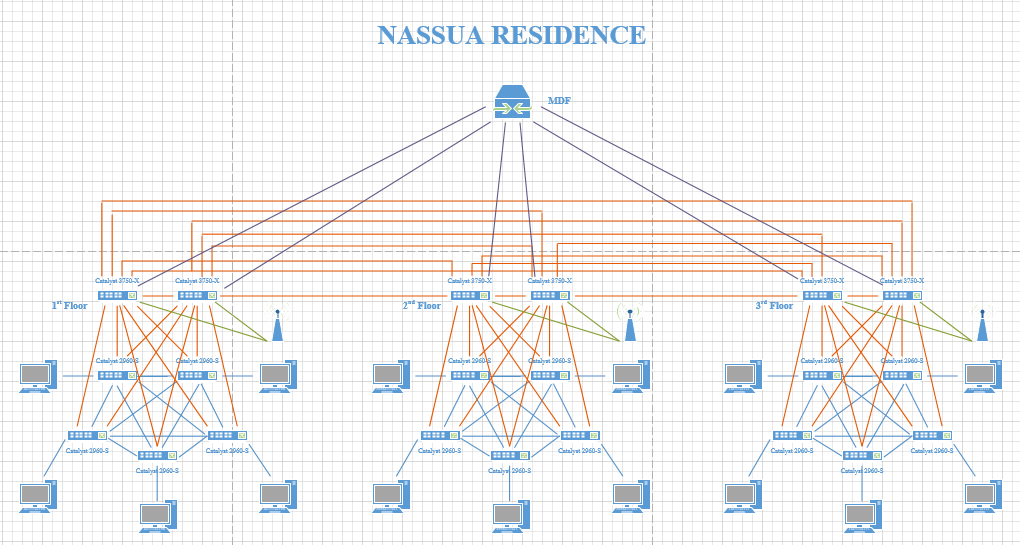 NASSUA RESIDENCE
MDF
Catalyst 3750-X Catalyst 3750-X Catalyst 3750-X Catalyst 3750-X Catalyst 3750-X Catalyst 3750-X
1st Floor 2nd Floor 3rd Floor
Catalyst 2960-S Catalyst 2960-S Catalyst 2960-S Catalyst 2960-S Catalyst 2960-S Catalyst 2960-S
Catalyst 2960-S Catalyst 2960-S Catalyst 2960-S Catalyst 2960-S Catalyst 2960-S Catalyst 2960-S
Catalyst 2960-S Catalyst 2960-S Catalyst 2960-S